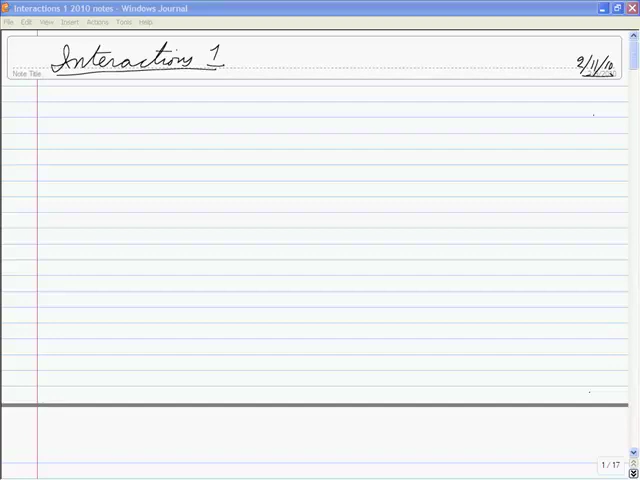 Interactions 1 2010 notes - Windows Journal
File Edit View Insert Actions Tools Help
Interactions 1
2/11/10
Note Title
1 / 17